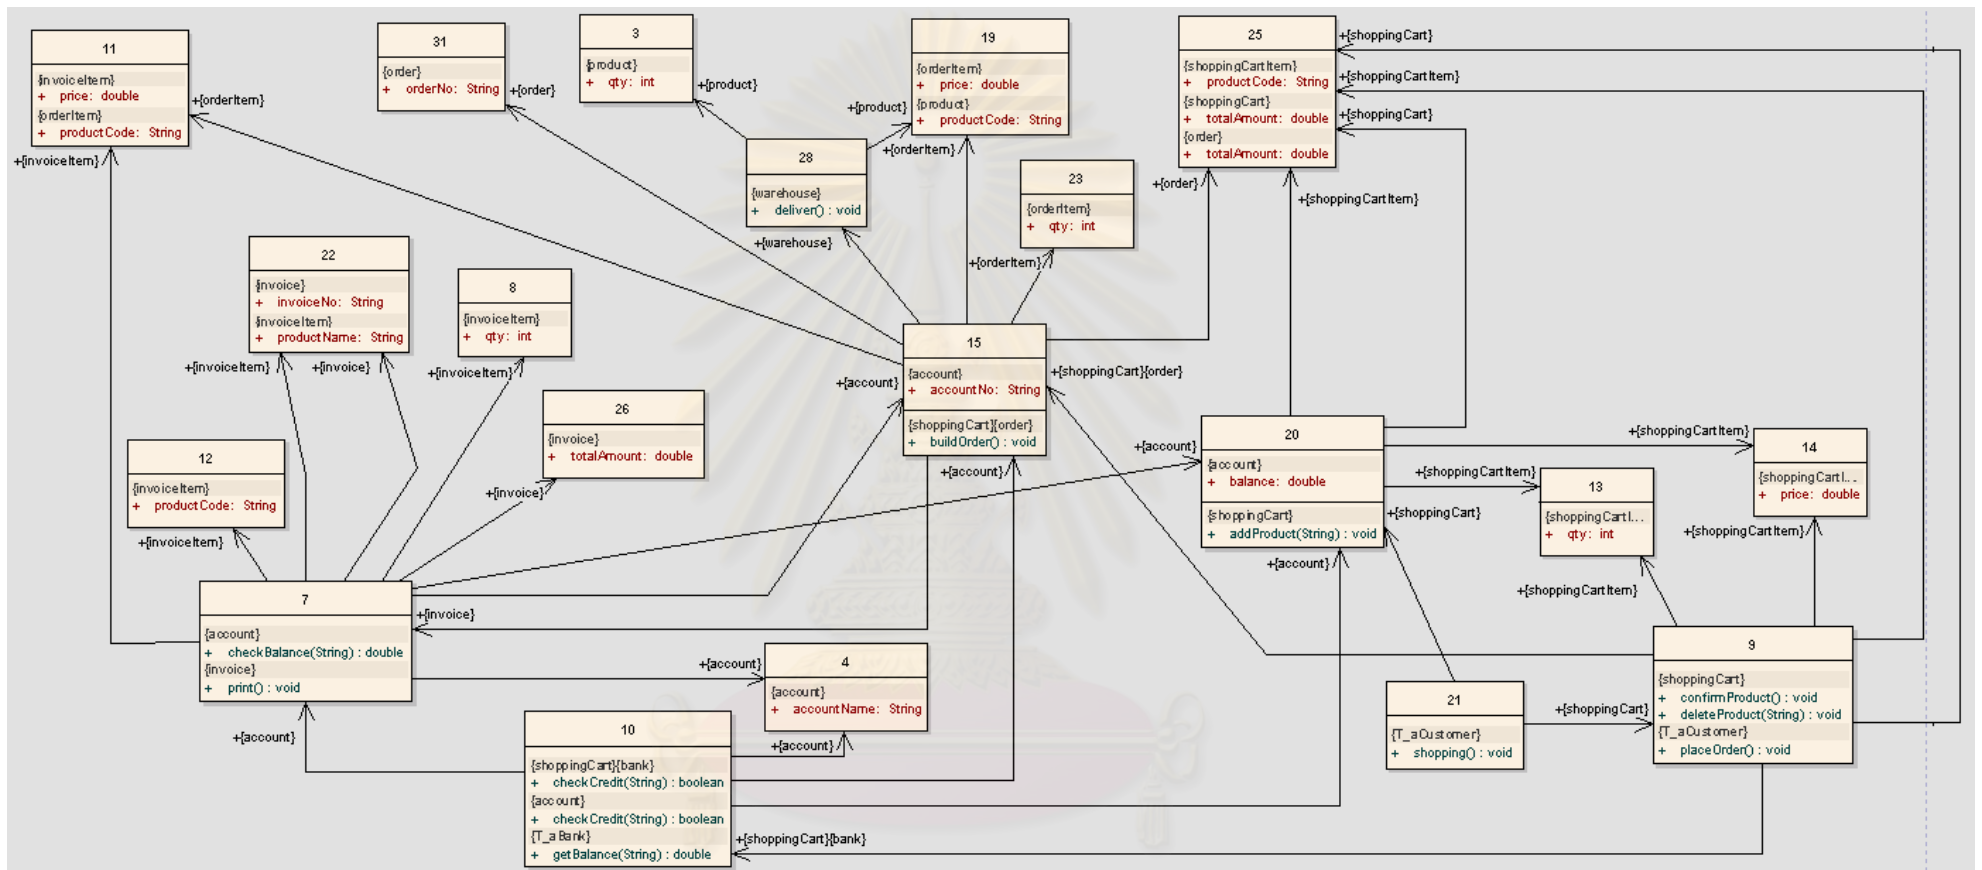 11
{invoiceItem}
+ price: double
{orderItem}
+ productCode: String
+{orderItem}
+{invoiceItem}
31
{order}
+ orderNo: String
+{order}
3
{product}
+ qty: int
+{product}
19
{orderItem}
+ price: double
{product}
+ productCode: String
+{product}
+{orderItem}
25
{shoppingCartItem}
+ productCode: String
{shoppingCart}
+ totalAmount: double
{order}
+ totalAmount: double
+{shoppingCart}
+{shoppingCartItem}
+{shoppingCart}
+{order}
+{shoppingCartItem}
28
{warehouse}
+ deliver() : void
+{warehouse}
23
{orderItem}
+ qty: int
+{orderItem}
22
{invoice}
+ invoiceNo: String
{invoiceItem}
+ productName: String
+{invoiceItem}
+{invoice}
8
{invoiceItem}
+ qty: int
+{invoiceItem}
26
{invoice}
+ totalAmount: double
+{invoice}
12
{invoiceItem}
+ productCode: String
+{invoiceItem}
15
{account}
+ accountNo: String
{shoppingCart}{order}
+ buildOrder() : void
+{account}
+{shoppingCart}{order}
+{account}
20
{account}
+ balance: double
{shoppingCart}
+ addProduct(String) : void
+{account}
+{shoppingCart}
+{account}
14
{shoppingCartI...
+ price: double
+{shoppingCartItem}
+{shoppingCartItem}
13
{shoppingCartI...
+ qty: int
+{shoppingCartItem}
+{shoppingCartItem}
7
{account}
+ checkBalance(String) : double
{invoice}
+ print() : void
+{invoice}
+{account}
4
{account}
+ accountName: String
+{account}
+{account}
10
{shoppingCart}{bank}
+ checkCredit(String) : boolean
{account}
+ checkCredit(String) : boolean
{T_aBank}
+ getBalance(String) : double
+{shoppingCart}{bank}
21
{T_aCustomer}
+ shopping() : void
+{shoppingCart}
9
{shoppingCart}
+ confirmProduct() : void
+ deleteProduct(String) : void
{T_aCustomer}
+ placeOrder() : void